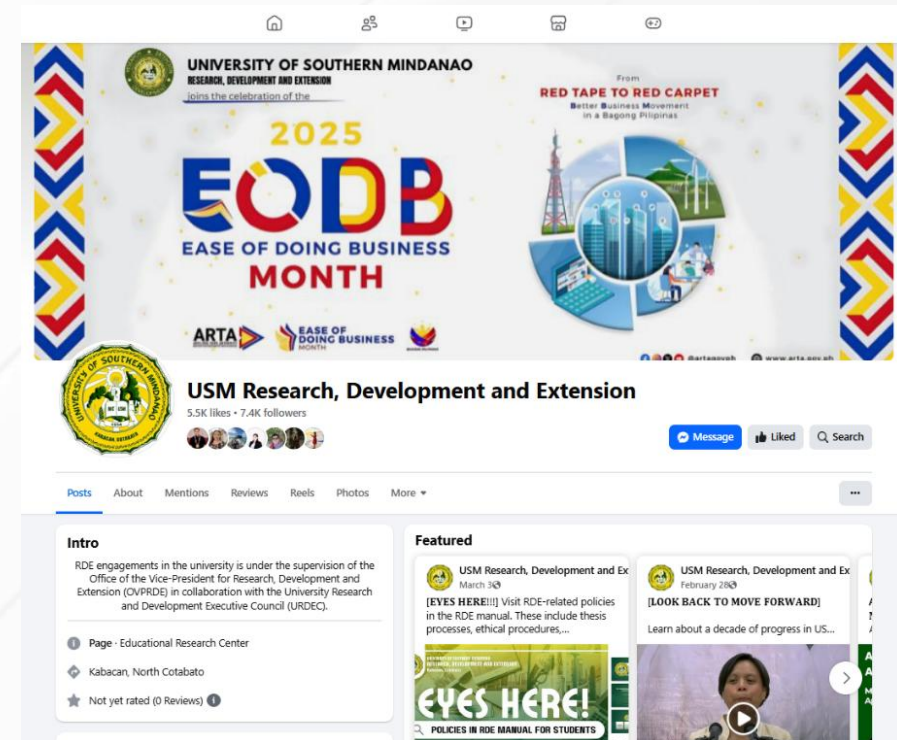 UNIVERSITY OF SOUTHERN MINDANAO
RESEARCH, DEVELOPMENT AND EXTENSION
joins the celebration of the
2025
EODB
EASE OF DOING BUSINESS
MONTH
ARTA
EASE OF
DOING BUSINESS
MONTH
From
RED TAPE TO RED CARPET
Better Business Movement
in a Bagong Pilipinas
www.arta.gov.ph
UNIVERSITY OF SOUTHERN MINDANAO
USM Research, Development and Extension
5.5K likes • 7.4K followers
Message
Liked
Search
Posts
About
Mentions
Reviews
Reels
Photos
More
Intro
RDE engagements in the university is under the supervision of the
Office of the Vice-President for Research, Development and
Extension (OVPRDE) in collaboration with the University Research
and Development Executive Council (URDEC).
Page · Educational Research Center
Kabacan, North Cotabato
Not yet rated (0 Reviews)
Featured
USM Research, Development and Ex
March 3
[EYES HERE!!!] Visit RDE-related policies
in the RDE manual. These include thesis
processes, ethical procedures,...
EYES HERE!
POLICIES IN RDE MANUAL FOR STUDENTS
USM Research, Development and Ex
February 28
[LOOK BACK TO MOVE FORWARD]
Learn about a decade of progress in US...